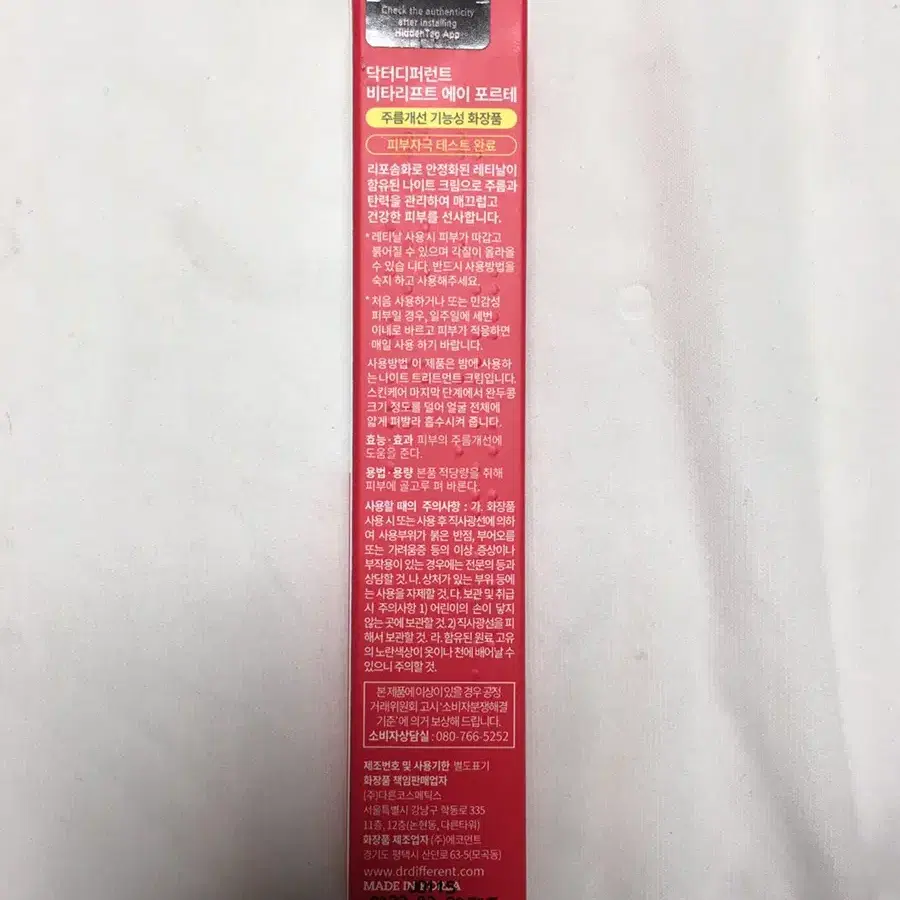 Check the authenticity
after installing
HiddenTag App
닥터디퍼런트
비타리프트 에이 포르테
주름개선 기능성 화장품
피부자극 테스트 완료
리포솜화로 안정화된 레티날이
함유된 나이트 크림으로 주름과
탄력을 관리하여 매끄럽고
건강한 피부를 선사합니다.
*레티날 사용시 피부가 따갑고
붉어질 수 있으며 각질이 올라올
수 있습 니다. 반드시 사용방법을
숙지 하고 사용해주세요.
*처음 사용하거나 또는 민감성
피부일 경우, 일주일에 세번
이내로 바르고 피부가 적응하면
매일 사용 하기 바랍니다.
사용방법 이 제품은 밤에 사용하
는 나이트 트리트먼트 크림입니다.
스킨케어 마지막 단계에서 완두콩
크기 정도를 덜어 얼굴 전체에
얇게 펴발라 흡수시켜 줍니다.
효능·효과 피부의 주름개선에
도움을 준다.
용법·용량 본품 적당량을 취해
피부에 골고루 펴 바른다.
사용할 때의 주의사항 : 가. 화장품
사용 시 또는 사용 후 직사광선에 의하
여 사용부위가 붉은 반점, 부어오름
또는 가려움증 등의 이상 증상이나
부작용이 있는 경우에는 전문의 등과
상담할 것. 나. 상처가 있는 부위 등에
는 사용을 자제할 것. 다. 보관 및 취급
시 주의사항 1) 어린이의 손이 닿지
않는 곳에 보관할 것. 2) 직사광선을 피
해서 보관할 것. 라. 함유된 원료 고유
의 노란색상이 옷이나 천에 배어날 수
있으니 주의할 것.
본 제품에 이상이 있을 경우 공정
거래위원회 고시 '소비자분쟁해결
기준'에 의거 보상해 드립니다.
소비자상담실 : 080-766-5252
제조번호 및 사용기한 별도표기
화장품 책임판매업자
(주)다른코스메틱스
서울특별시 강남구 학동로 335
11층, 12층(논현동, 다른타워)
화장품 제조업자 (주)에코먼트
경기도 평택시 산단로 63-5(모곡동)
www.drdifferent.com
MADE IN KOREA